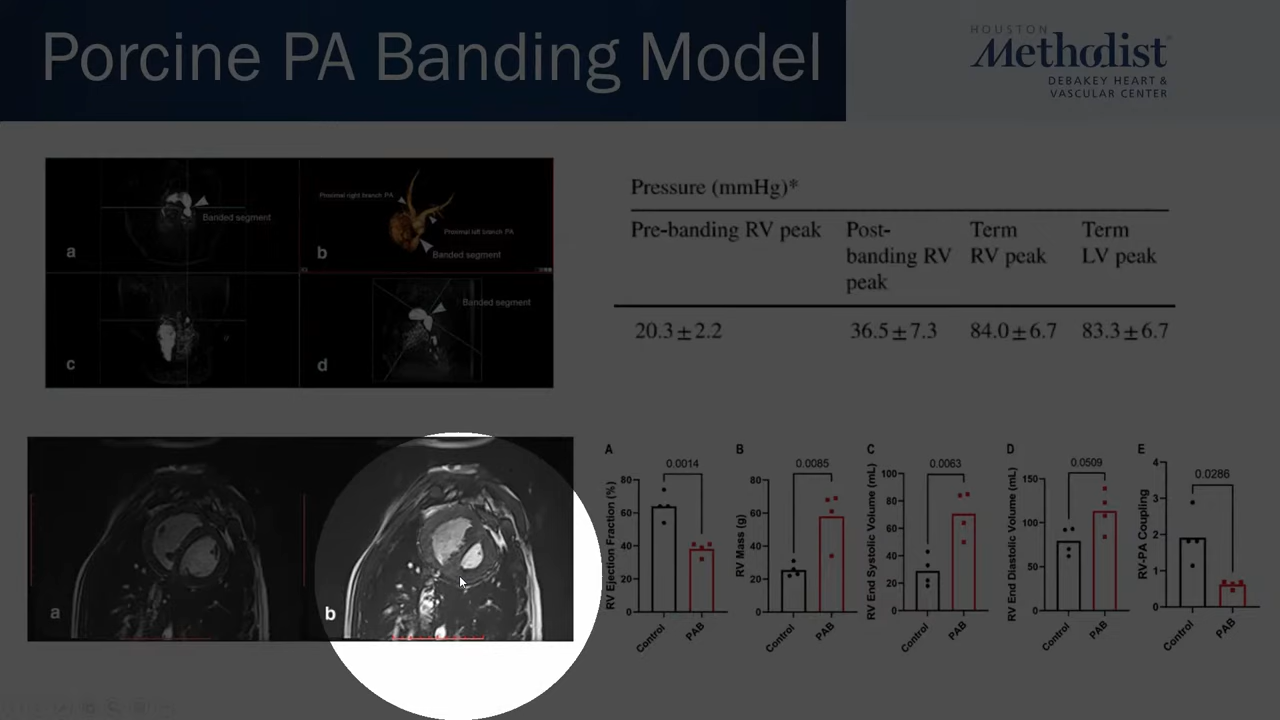 Porcine PA Banding Model
HOUSTON
Methodist
DEBAKEY HEART &
VASCULAR CENTER
Banded segment
a
Proximal right branch PA
Proximal left branch PA
Banded segment
b
c
Banded segment
d
Pressure (mmHg)*
Pre-banding RV peak
Post-
banding RV
peak
Term
RV peak
Term
LV peak
20.3±2.2
36.5±7.3
84.0±6.7
83.3±6.7
a
b
A
0.0014
RV Ejection Fraction (%)
80
60
40
20
0
Control
PAB
B
0.0085
RV Mass (g)
80
60
40
20
0
Control
PAB
C
0.0063
RV End Systolic Volume (mL)
100
80
60
40
20
0
Control
PAB
D
0.0509
RV End Diastolic Volume (mL)
150
100
50
0
Control
PAB
E
0.0286
RV-PA Coupling
4
3
2
1
0
Control
PAB